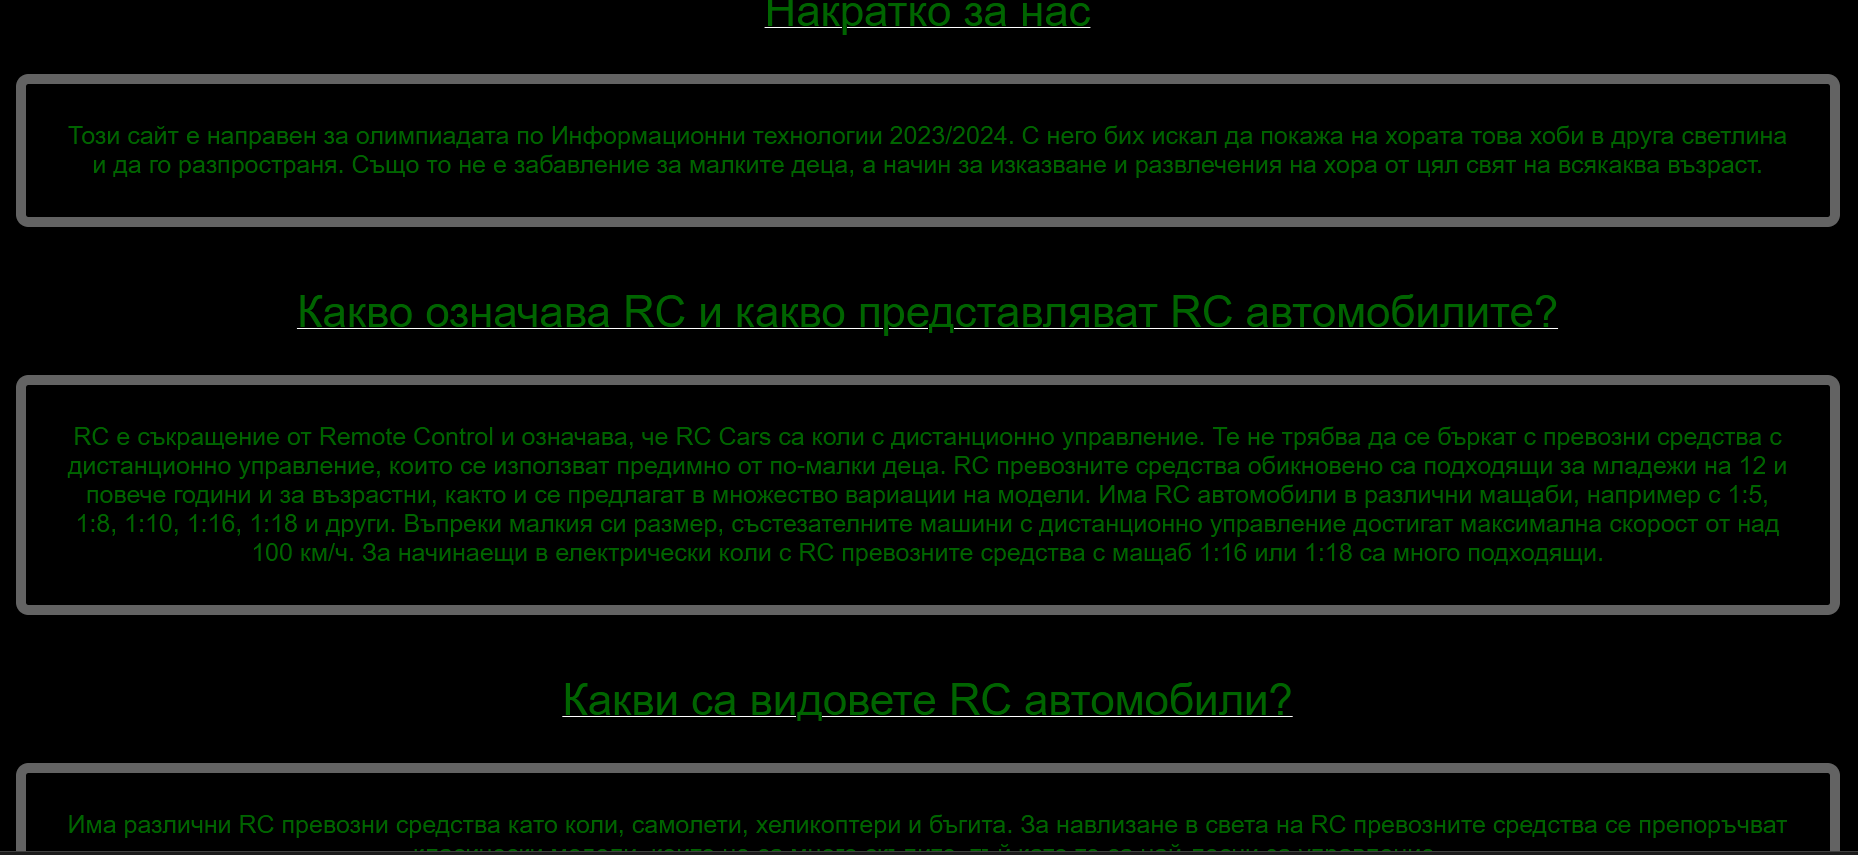 Накратко за нас
Този сайт е направен за олимпиадата по Информационни технологии 2023/2024. С него бих искал да покажа на хората това хоби в друга светлина
и да го разпространя. Също то не е забавление за малките деца, а начин за изказване и развлечения на хора от цял свят на всякаква възраст.
Какво означава RC и какво представляват RC автомобилите?
RC е съкращение от Remote Control и означава, че RC Cars са коли с дистанционно управление. Те не трябва да се бъркат с превозни средства с
дистанционно управление, които се използват предимно от по-малки деца. RC превозните средства обикновено са подходящи за младежи на 12 и
повече години и за възрастни, както и се предлагат в множество вариации на модели. Има RC автомобили в различни мащаби, например с 1:5,
1:8, 1:10, 1:16, 1:18 и други. Въпреки малкия си размер, състезателните машини с дистанционно управление достигат максимална скорост от над
100 км/ч. За начинаещи в електрически коли с RC превозните средства с мащаб 1:16 или 1:18 са много подходящи.
Какви са видовете RC автомобили?
Има различни RC превозни средства като коли, самолети, хеликоптери и бъгита. За навлизане в света на RC превозните средства се препоръчват